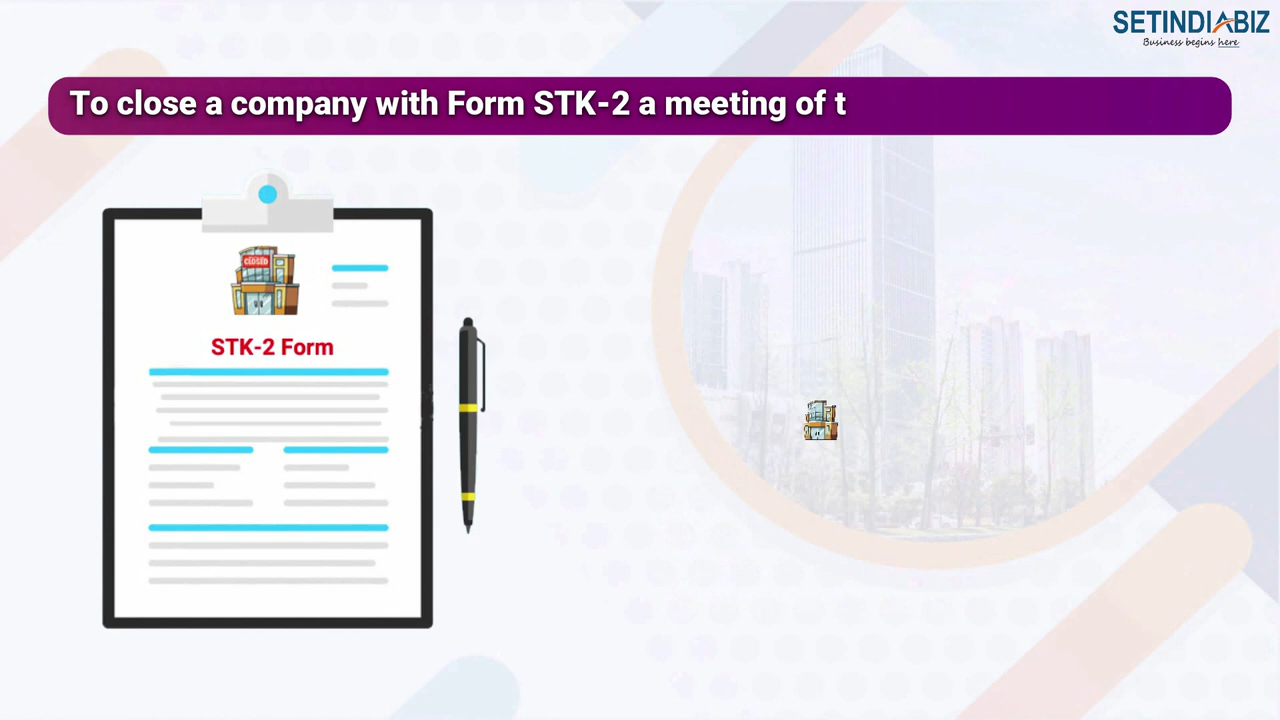 SETINDIABIZ
Business begins here
To close a company with Form STK-2 a meeting of t
CLOSED
STK-2 Form